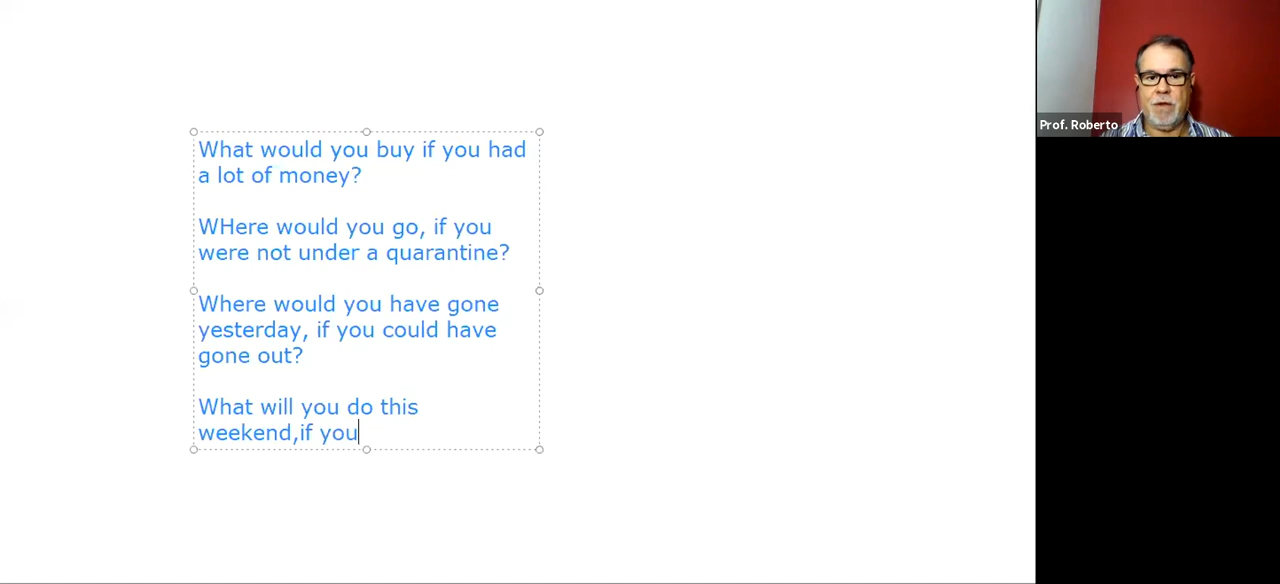 What would you buy if you had
a lot of money?
WHere would you go, if you
were not under a quarantine?
Where would you have gone
yesterday, if you could have
gone out?
What will you do this
weekend,if you
Prof. Roberto